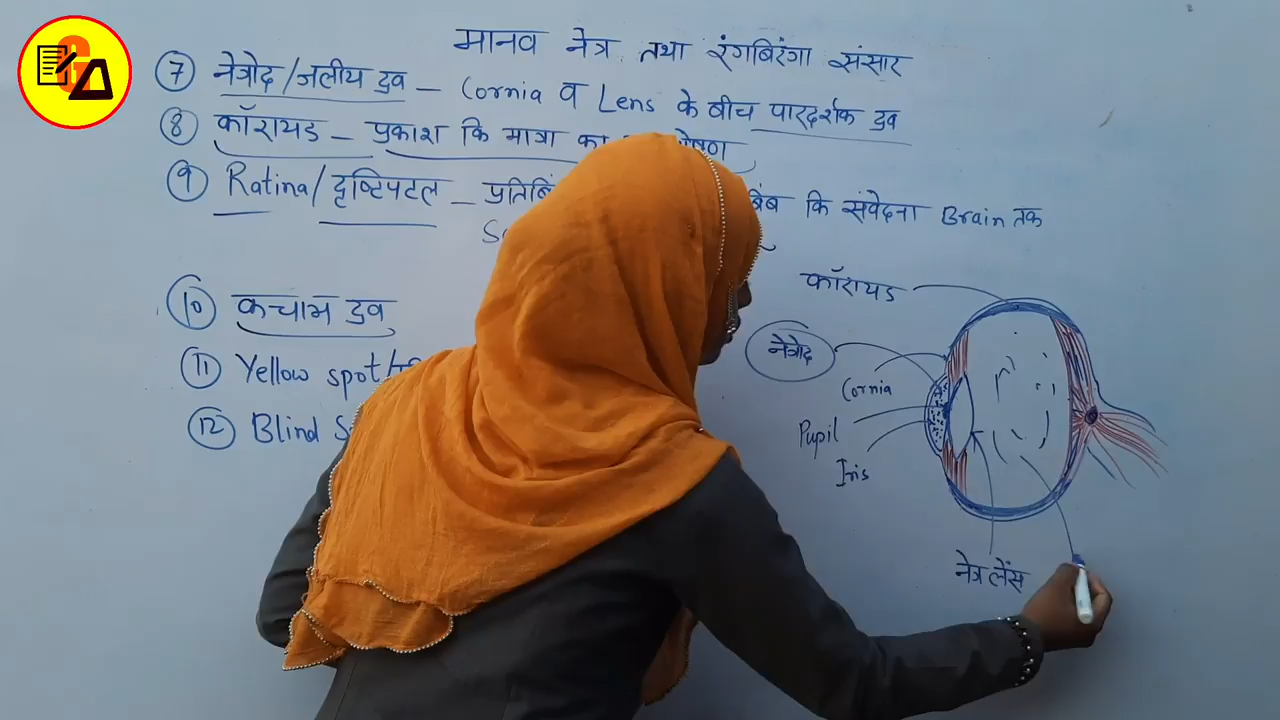 मानव नेत्र तथा रंगबिरंगा संसार
⑦ नेत्रोद / जलीय द्रव – Cornia व Lens के बीच पारदर्शक द्रव
⑧ कॉरायड – प्रकाश कि मात्रा का
⑨ Ratina / दृष्टिपटल – कि संवेदना Brain तक
⑩ कचाभ द्रव
⑪ Yellow spot /
⑫ Blind
कॉरायड
नेत्रोद
Cornia
Pupil
Iris
नेत्र लेंस